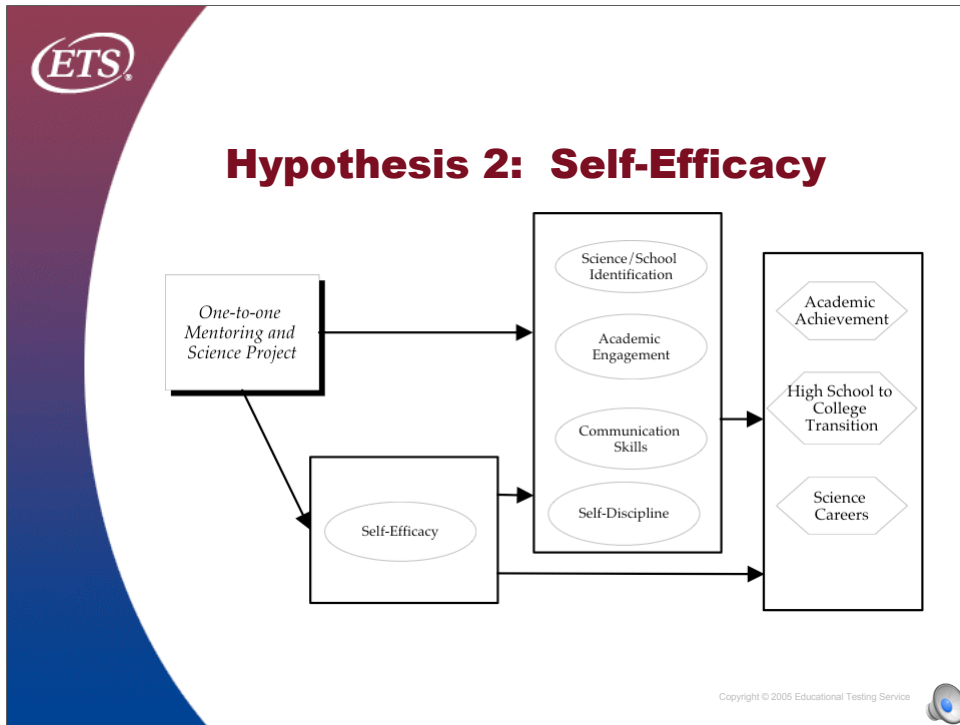 ETS®
Hypothesis 2: Self-Efficacy
One-to-one
Mentoring and
Science Project
Self-Efficacy
Science/School
Identification
Academic
Engagement
Communication
Skills
Self-Discipline
Academic
Achievement
High School to
College
Transition
Science
Careers
Copyright © 2005 Educational Testing Service